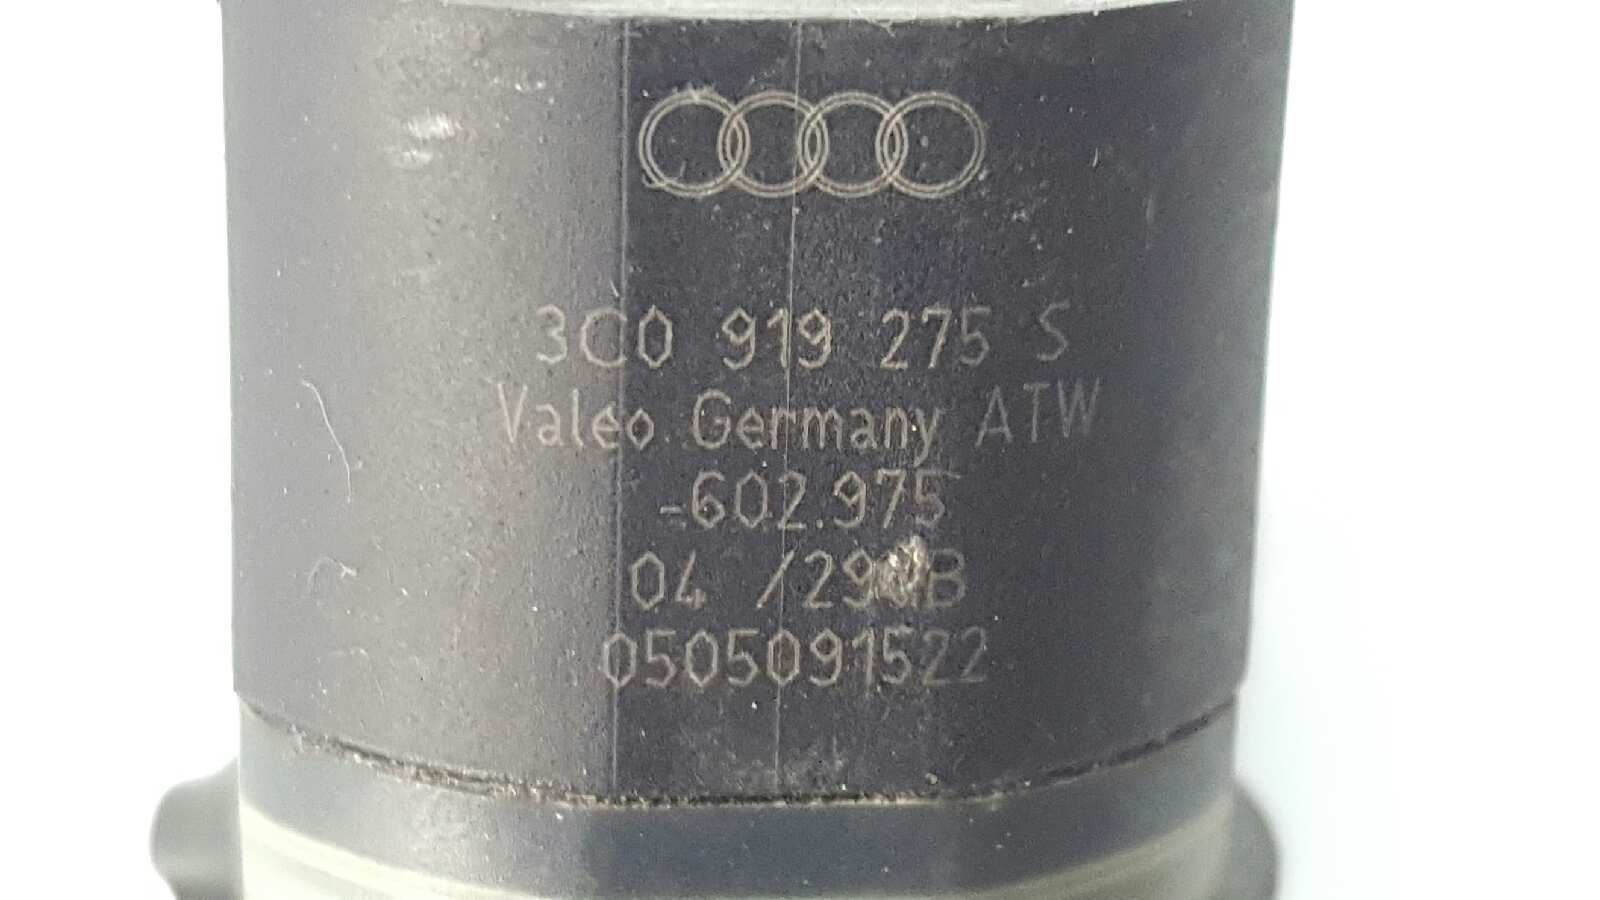 3C0 919 275 S
Valeo Germany ATW
-602.975
04
0505091522